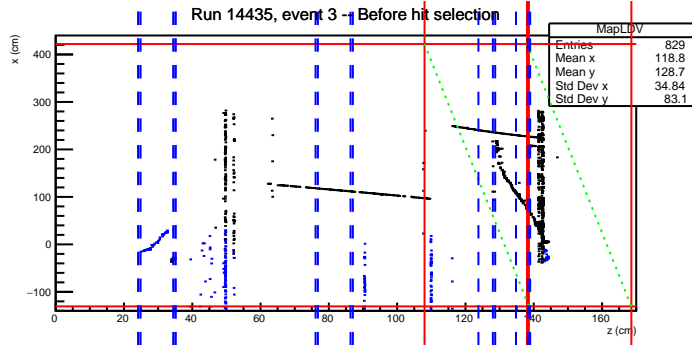 Run 14435, event 3 -- Before hit selection
MapLDV
Entries 829
Mean x 118.8
Mean y 128.7
Std Dev x 34.84
Std Dev y 83.1
x (cm)
400
300
200
100
0
−100
0 20 40 60 80 100 120 140 160
z (cm)